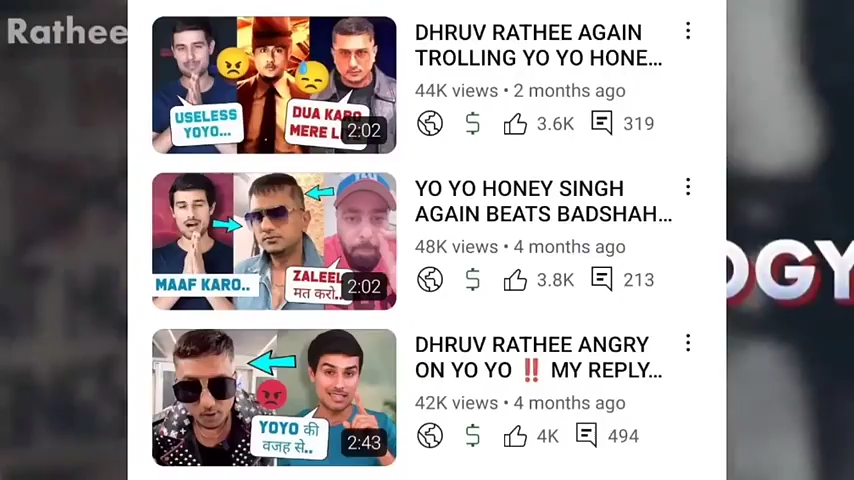 Rathee
USELESS
YOYO...
DUA KARO
MERE
2:02
DHRUV RATHEE AGAIN
TROLLING YO YO HONE...
44K views • 2 months ago
3.6K 319
MAAF KARO..
ZALEEL
मत करो..
2:02
YO YO HONEY SINGH
AGAIN BEATS BADSHAH...
48K views • 4 months ago
3.8K 213
YOYO की
वजह से..
2:43
DHRUV RATHEE ANGRY
ON YO YO ‼️ MY REPLY...
42K views • 4 months ago
4K 494
OGY